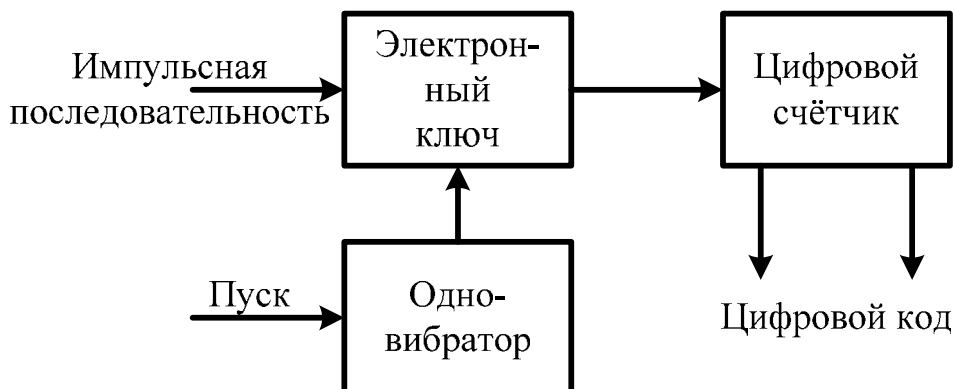 Импульсная
последовательность
Электрон-
ный
ключ
Цифровой
счётчик
Пуск
Одно-
вибратор
Цифровой код